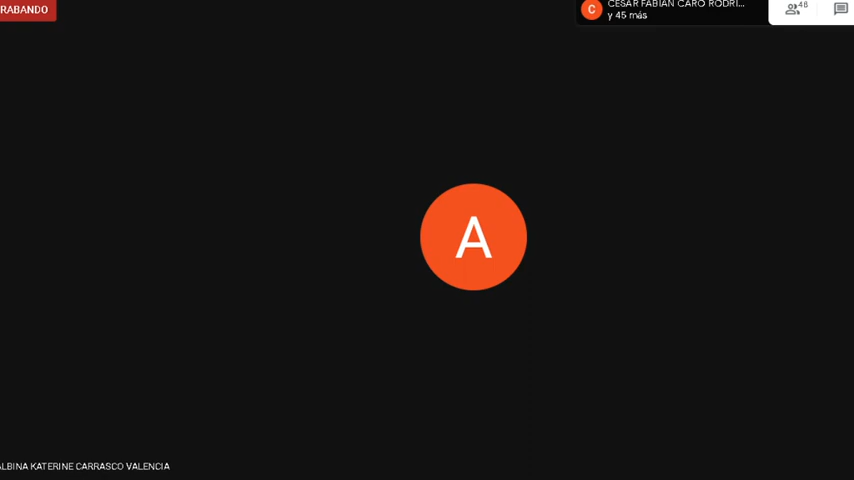 RABANDO
C
CESAR FABIAN CARO RODRI...
y 45 más
48
A
ALBINA KATERINE CARRASCO VALENCIA